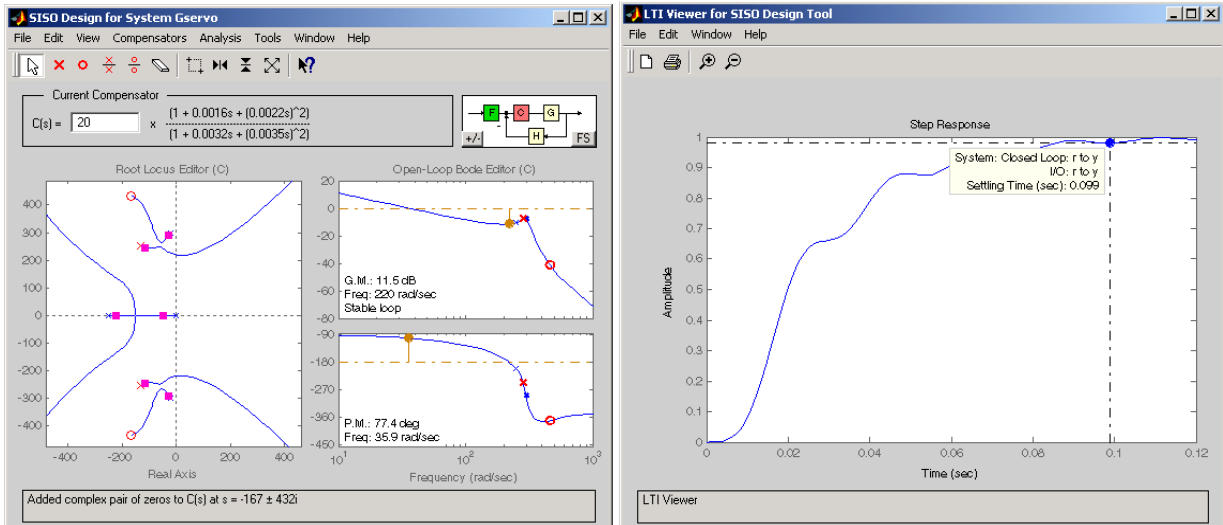 SISO Design for System Gservo
File Edit View Compensators Analysis Tools Window Help
Current Compensator
C(s) = 20 x (1 + 0.0016s + (0.0022s)^2)
(1 + 0.0032s + (0.0035s)^2)
F C G
H
+/- FS
Root Locus Editor (C)
400
300
200
100
0
-100
-200
-300
-400
-400 -200 0 200 400
Real Axis
Open-Loop Bode Editor (C)
20
0
-20
-40
-60
-80
G.M.: 11.5 dB
Freq: 220 rad/sec
Stable loop
-90
-180
-270
-360
-450
P.M.: 77.4 deg
Freq: 35.9 rad/sec
10^1 10^2 10^3
Frequency (rad/sec)
Added complex pair of zeros to C(s) at s = -167 ± 432i
LTI Viewer for SISO Design Tool
File Edit Window Help
Step Response
System: Closed Loop: r to y
I/O: r to y
Settling Time (sec): 0.099
Amplitude
1
0.9
0.8
0.7
0.6
0.5
0.4
0.3
0.2
0.1
0
0 0.02 0.04 0.06 0.08 0.1 0.12
Time (sec)
LTI Viewer